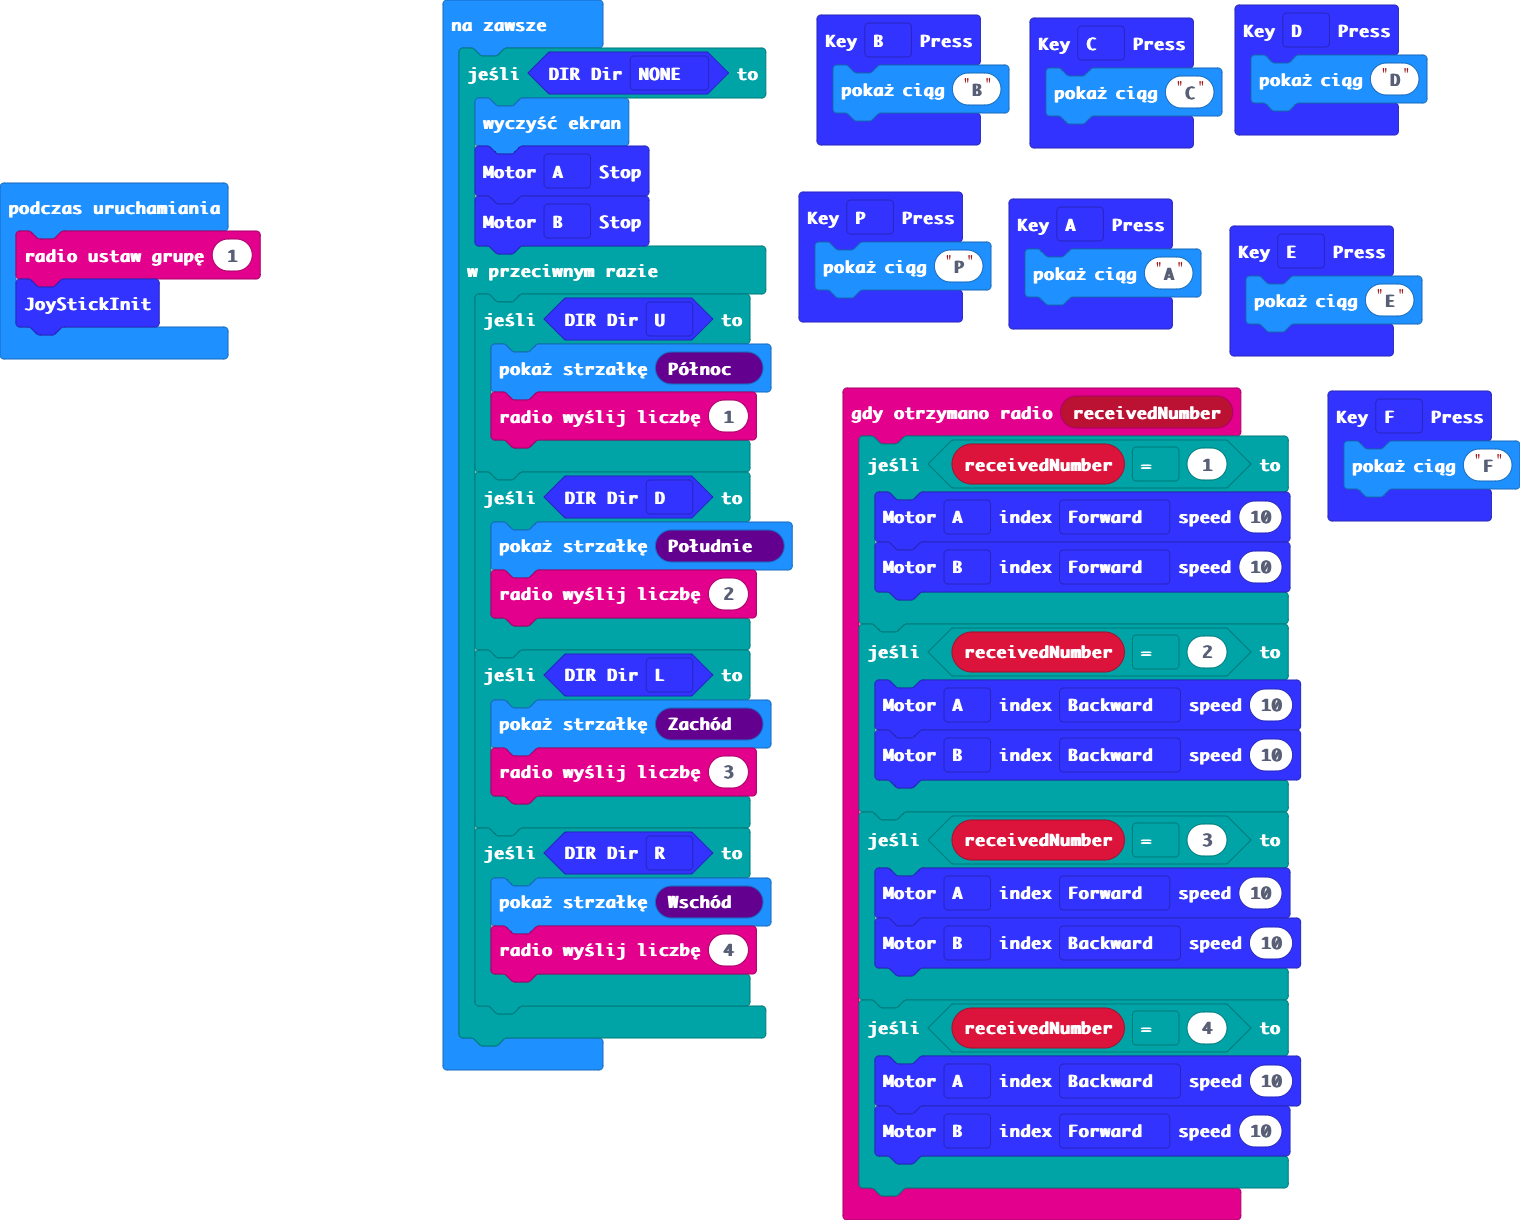 podczas uruchamiania
radio ustaw grupę 1
JoyStickInit
na zawsze
jeśli DIR Dir NONE to
wyczyść ekran
Motor A Stop
Motor B Stop
w przeciwnym razie
jeśli DIR Dir U to
pokaż strzałkę Północ
radio wyślij liczbę 1
jeśli DIR Dir D to
pokaż strzałkę Południe
radio wyślij liczbę 2
jeśli DIR Dir L to
pokaż strzałkę Zachód
radio wyślij liczbę 3
jeśli DIR Dir R to
pokaż strzałkę Wschód
radio wyślij liczbę 4
Key B Press
pokaż ciąg "B"
Key C Press
pokaż ciąg "C"
Key D Press
pokaż ciąg "D"
Key P Press
pokaż ciąg "P"
Key A Press
pokaż ciąg "A"
Key E Press
pokaż ciąg "E"
gdy otrzymano radio receivedNumber
jeśli receivedNumber = 1 to
Motor A index Forward speed 10
Motor B index Forward speed 10
jeśli receivedNumber = 2 to
Motor A index Backward speed 10
Motor B index Backward speed 10
jeśli receivedNumber = 3 to
Motor A index Forward speed 10
Motor B index Backward speed 10
jeśli receivedNumber = 4 to
Motor A index Backward speed 10
Motor B index Forward speed 10
Key F Press
pokaż ciąg "F"